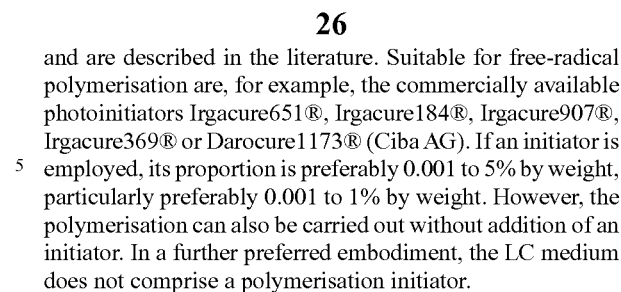 26
and are described in the literature. Suitable for free-radical
polymerisation are, for example, the commercially available
photoinitiators Irgacure651®, Irgacure184®, Irgacure907®,
Irgacure369® or Darocure1173® (Ciba AG). If an initiator is
5 employed, its proportion is preferably 0.001 to 5% by weight,
particularly preferably 0.001 to 1% by weight. However, the
polymerisation can also be carried out without addition of an
initiator. In a further preferred embodiment, the LC medium
does not comprise a polymerisation initiator.